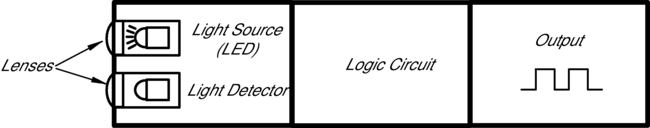 Light Source
(LED)
Lenses
Light Detector
Logic Circuit
Output